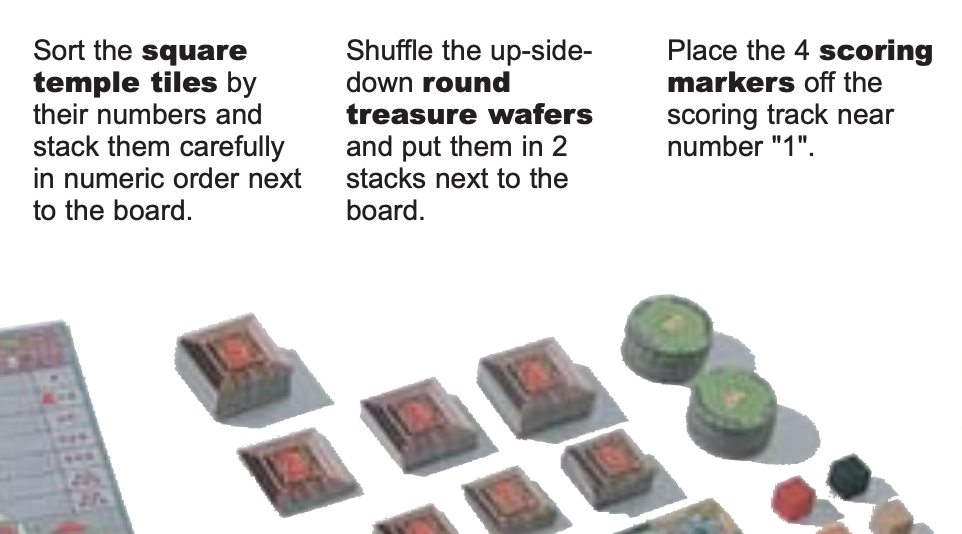 Sort the square
temple tiles by
their numbers and
stack them carefully
in numeric order next
to the board.
Shuffle the up-side-
down round
treasure wafers
and put them in 2
stacks next to the
board.
Place the 4 scoring
markers off the
scoring track near
number "1".